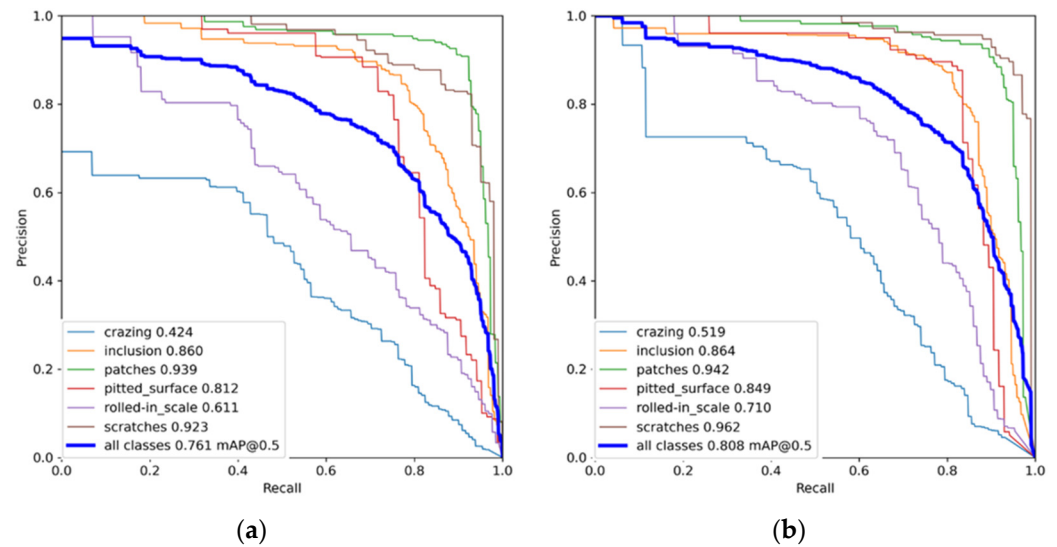 1.0
0.8
0.6
0.4
0.2
0.0
Precision
crazing 0.424
inclusion 0.860
patches 0.939
pitted_surface 0.812
rolled-in_scale 0.611
scratches 0.923
all classes 0.761 mAP@0.5
0.0 0.2 0.4 0.6 0.8 1.0
Recall
(a)
1.0
0.8
0.6
0.4
0.2
0.0
Precision
crazing 0.519
inclusion 0.864
patches 0.942
pitted_surface 0.849
rolled-in_scale 0.710
scratches 0.962
all classes 0.808 mAP@0.5
0.0 0.2 0.4 0.6 0.8 1.0
Recall
(b)